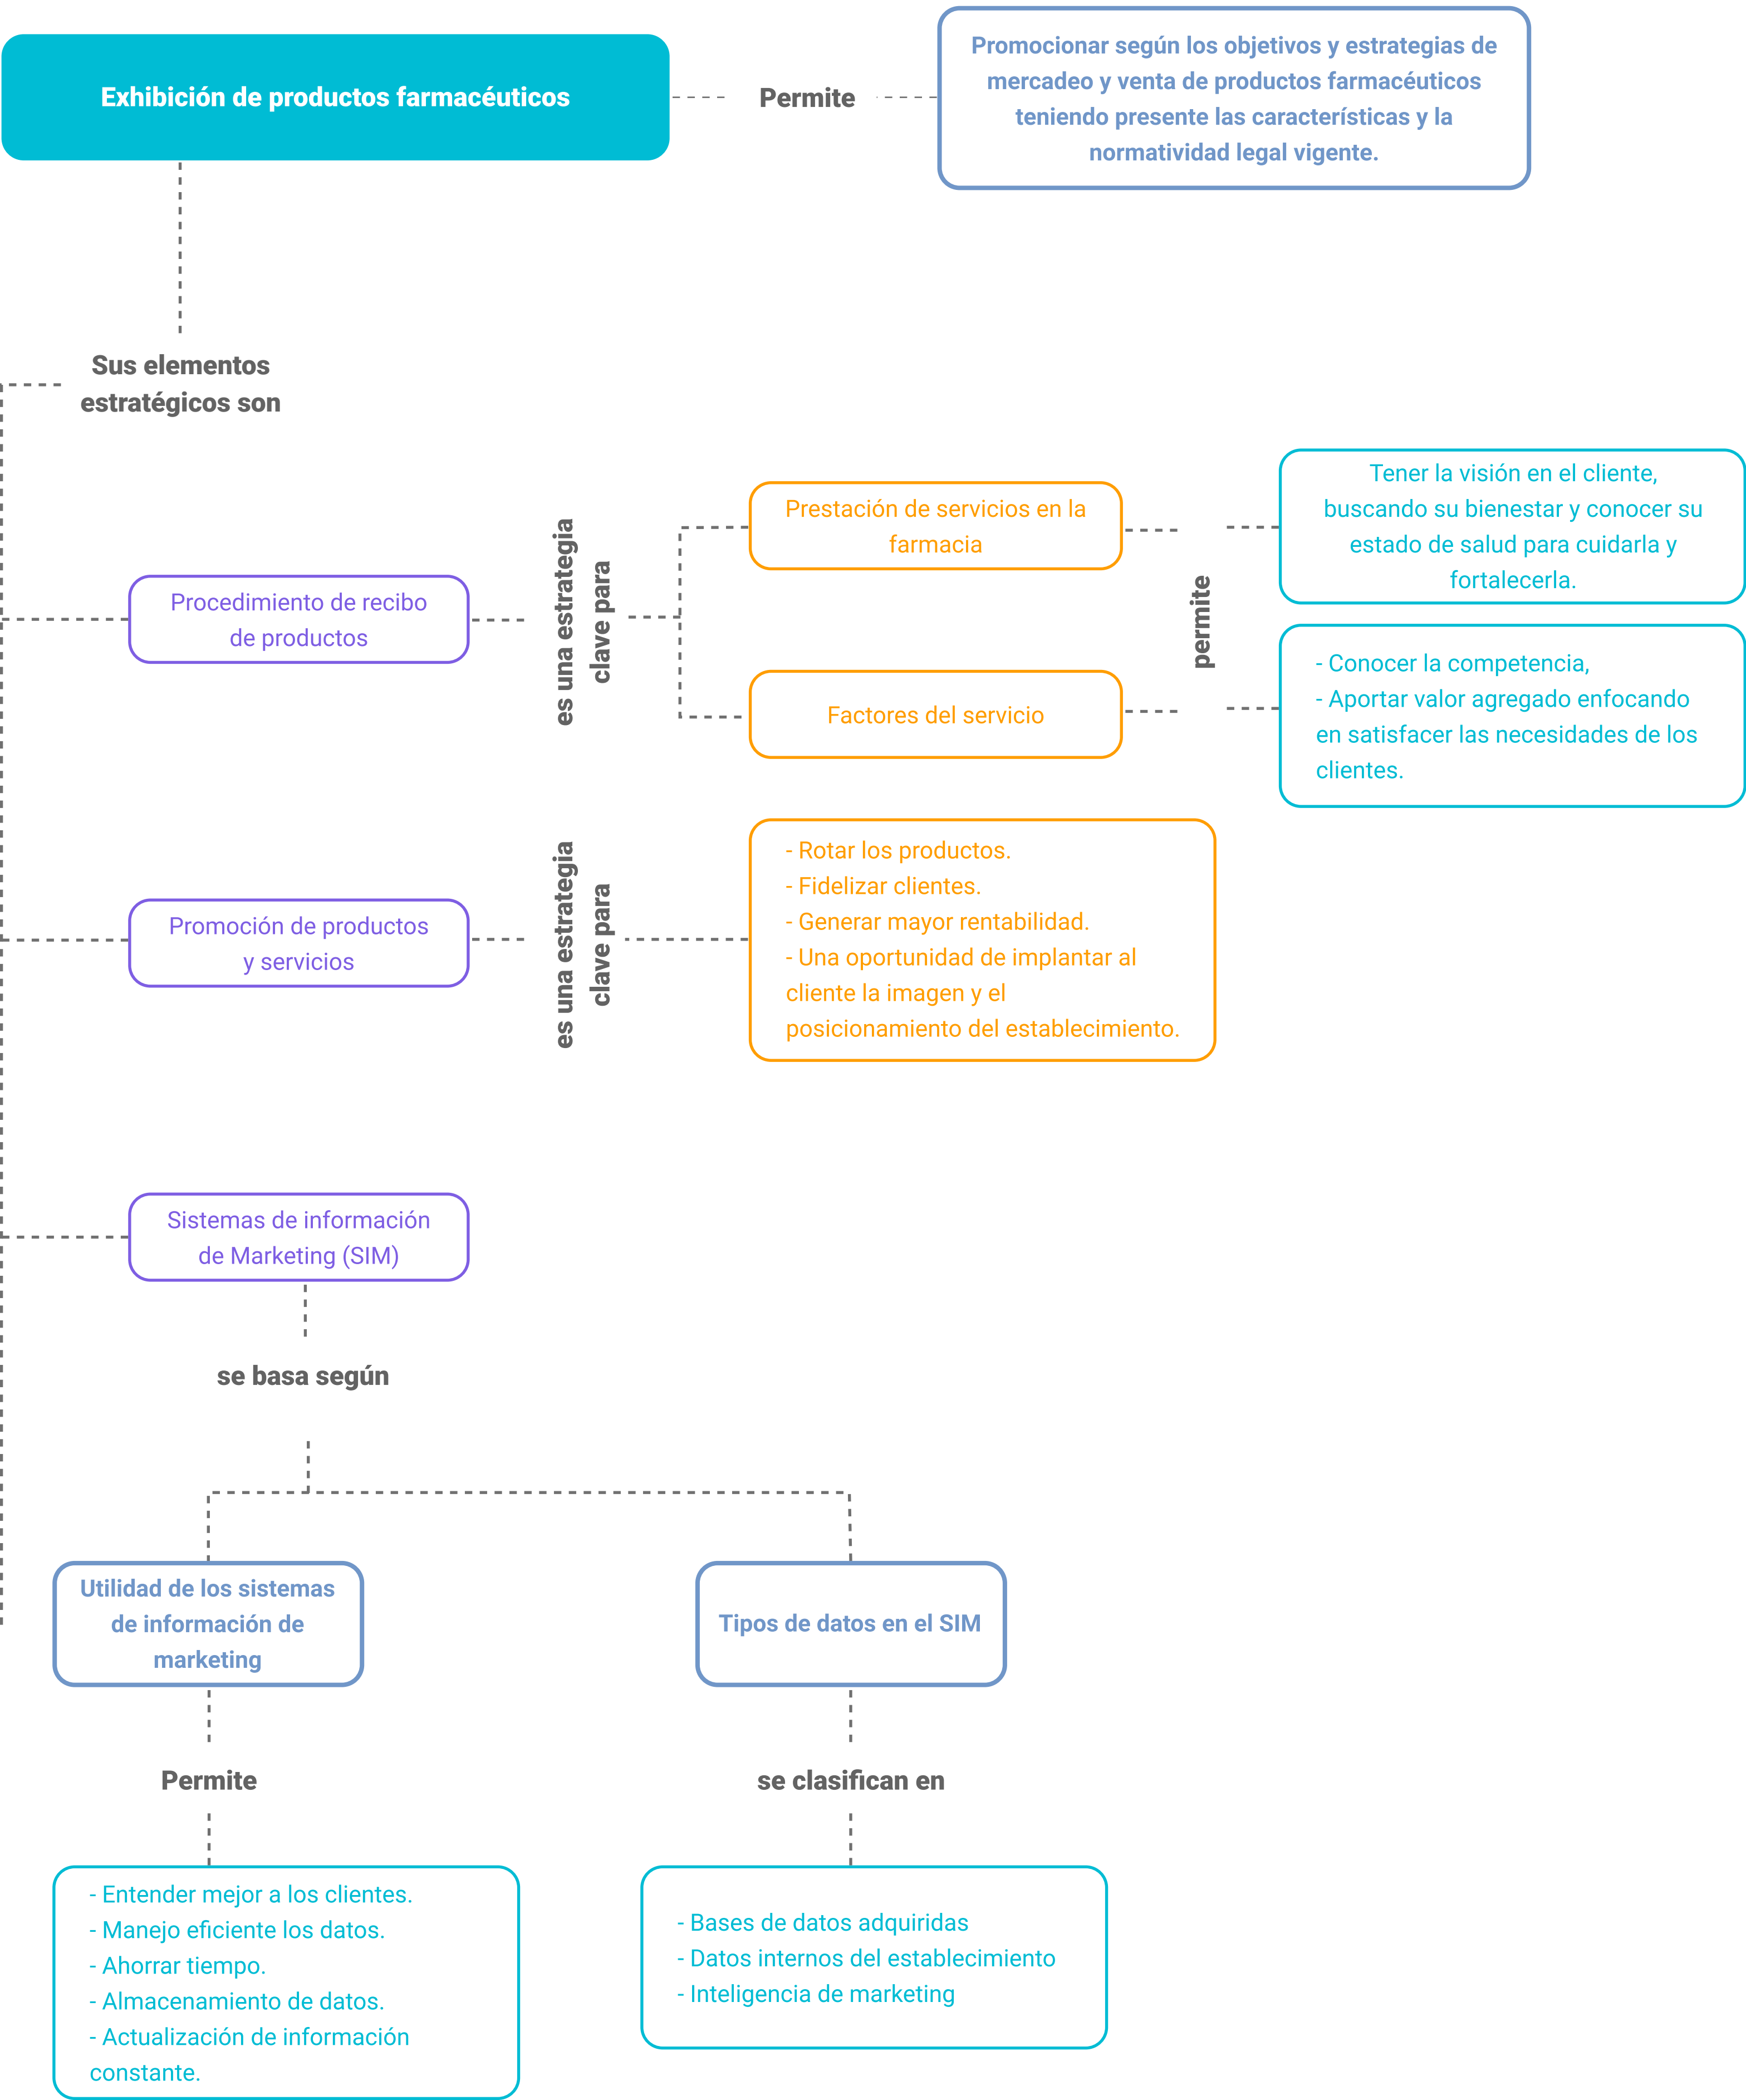 Exhibición de productos farmacéuticos
Permite
Promocionar según los objetivos y estrategias de
mercadeo y venta de productos farmacéuticos
teniendo presente las características y la
normatividad legal vigente.
Sus elementos
estratégicos son
Procedimiento de recibo
de productos
es una estrategia
clave para
Prestación de servicios en la
farmacia
Factores del servicio
permite
Tener la visión en el cliente,
buscando su bienestar y conocer su
estado de salud para cuidarla y
fortalecerla.
- Conocer la competencia,
- Aportar valor agregado enfocando
en satisfacer las necesidades de los
clientes.
Promoción de productos
y servicios
es una estrategia
clave para
- Rotar los productos.
- Fidelizar clientes.
- Generar mayor rentabilidad.
- Una oportunidad de implantar al
cliente la imagen y el
posicionamiento del establecimiento.
Sistemas de información
de Marketing (SIM)
se basa según
Utilidad de los sistemas
de información de
marketing
Permite
- Entender mejor a los clientes.
- Manejo eficiente los datos.
- Ahorrar tiempo.
- Almacenamiento de datos.
- Actualización de información
constante.
Tipos de datos en el SIM
se clasifican en
- Bases de datos adquiridas
- Datos internos del establecimiento
- Inteligencia de marketing